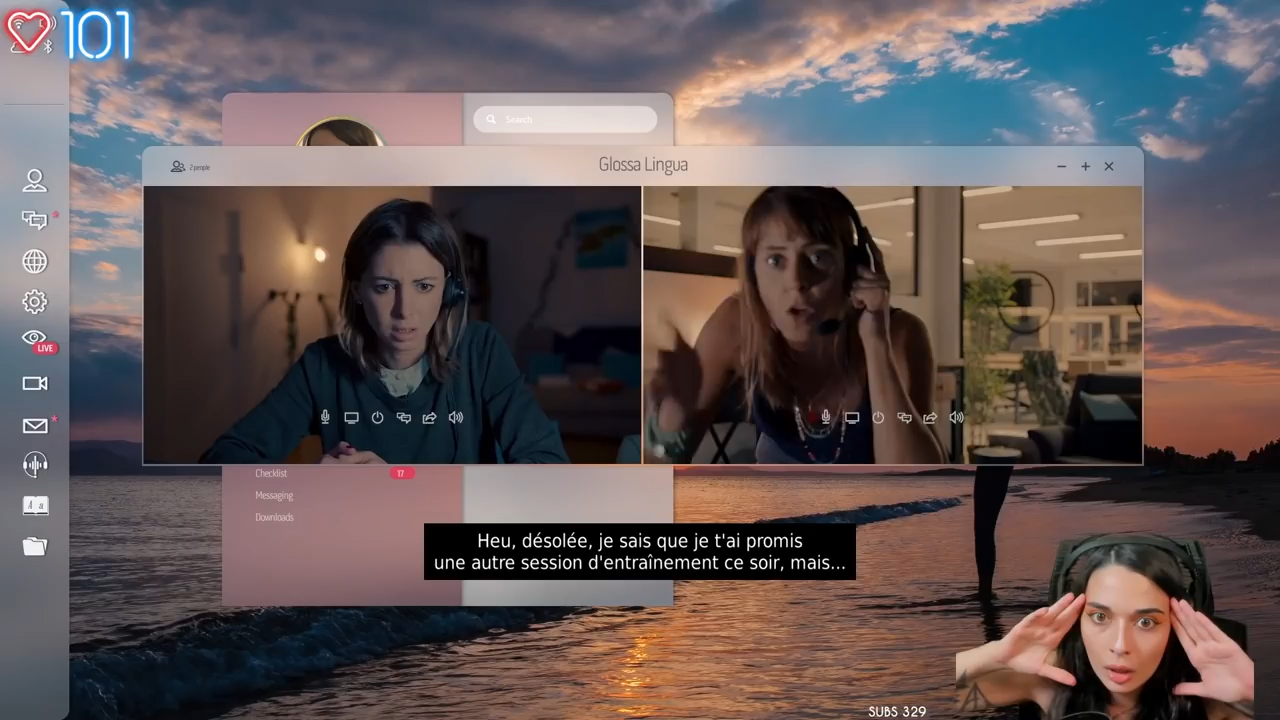 101
Search
2 people
Glossa Lingua
LIVE
Aa
Checklist 17
Messaging
Downloads
Heu, désolée, je sais que je t'ai promis
une autre session d'entraînement ce soir, mais...
SUBS 329